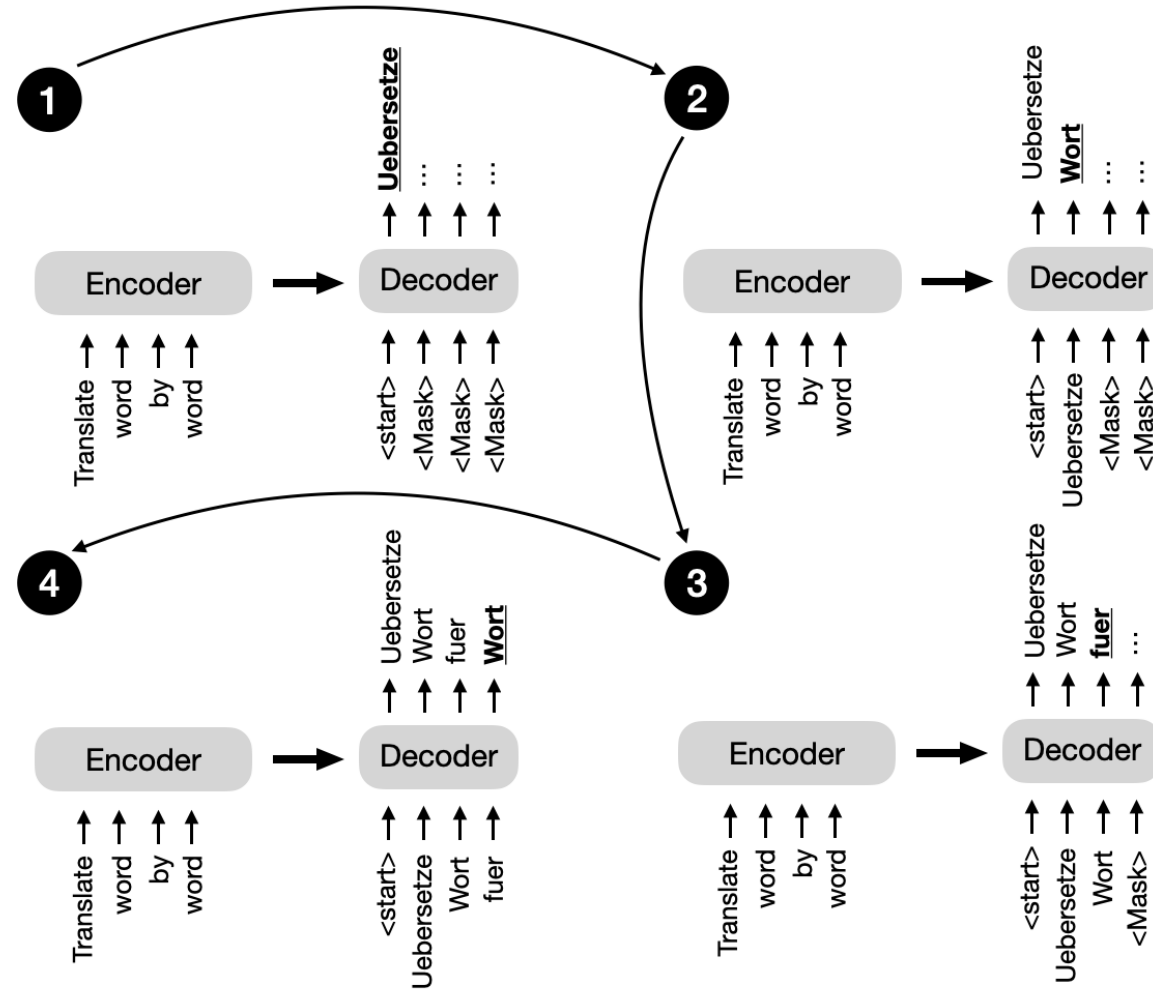 1
Uebersetze
...
...
...
Encoder
Decoder
Translate
word
by
word
<start>
<Mask>
<Mask>
<Mask>
2
Uebersetze
Wort
...
...
Encoder
Decoder
Translate
word
by
word
<start>
Uebersetze
<Mask>
<Mask>
3
Uebersetze
Wort
fuer
...
Encoder
Decoder
Translate
word
by
word
<start>
Uebersetze
Wort
<Mask>
4
Uebersetze
Wort
fuer
Wort
Encoder
Decoder
Translate
word
by
word
<start>
Uebersetze
Wort
fuer